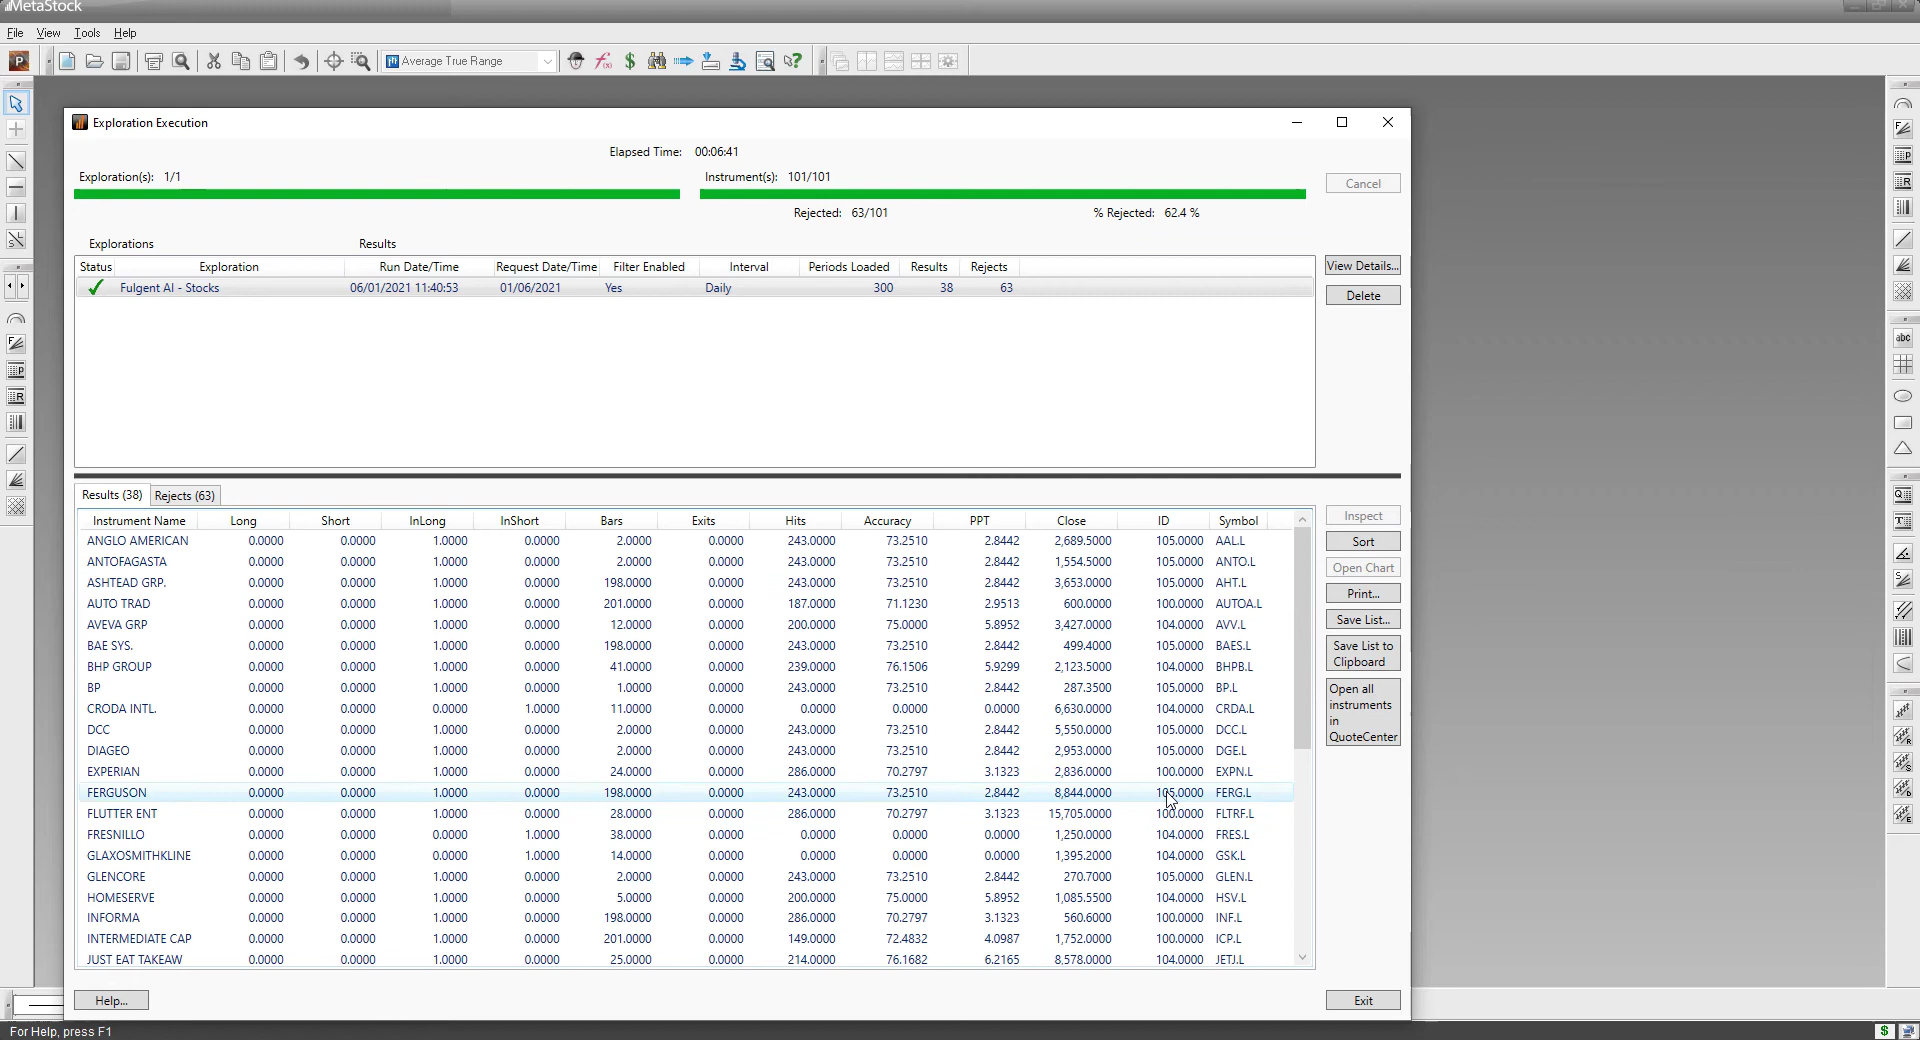 MetaStock
File View Tools Help
Average True Range
Exploration Execution
Elapsed Time: 00:06:41
Exploration(s): 1/1 Instrument(s): 101/101
Cancel
Rejected: 63/101 % Rejected: 62.4 %
Explorations Results
Status Exploration Run Date/Time Request Date/Time Filter Enabled Interval Periods Loaded Results Rejects
Fulgent AI - Stocks 06/01/2021 11:40:53 01/06/2021 Yes Daily 300 38 63
View Details...
Delete
Results (38) Rejects (63)
Instrument Name Long Short InLong InShort Bars Exits Hits Accuracy PPT Close ID Symbol
ANGLO AMERICAN 0.0000 0.0000 1.0000 0.0000 2.0000 0.0000 243.0000 73.2510 2.8442 2,689.5000 105.0000 AAL.L
ANTOFAGASTA 0.0000 0.0000 1.0000 0.0000 2.0000 0.0000 243.0000 73.2510 2.8442 1,554.5000 105.0000 ANTO.L
ASHTEAD GRP. 0.0000 0.0000 1.0000 0.0000 198.0000 0.0000 243.0000 73.2510 2.8442 3,653.0000 105.0000 AHT.L
AUTO TRAD 0.0000 0.0000 1.0000 0.0000 201.0000 0.0000 187.0000 71.1230 2.9513 600.0000 100.0000 AUTOA.L
AVEVA GRP 0.0000 0.0000 1.0000 0.0000 12.0000 0.0000 200.0000 75.0000 5.8952 3,427.0000 104.0000 AVV.L
BAE SYS. 0.0000 0.0000 1.0000 0.0000 198.0000 0.0000 243.0000 73.2510 2.8442 499.4000 105.0000 BAES.L
BHP GROUP 0.0000 0.0000 1.0000 0.0000 41.0000 0.0000 239.0000 76.1506 5.9299 2,123.5000 104.0000 BHPB.L
BP 0.0000 0.0000 1.0000 0.0000 1.0000 0.0000 243.0000 73.2510 2.8442 287.3500 105.0000 BP.L
CRODA INTL. 0.0000 0.0000 0.0000 1.0000 11.0000 0.0000 0.0000 0.0000 0.0000 6,630.0000 104.0000 CRDA.L
DCC 0.0000 0.0000 1.0000 0.0000 2.0000 0.0000 243.0000 73.2510 2.8442 5,550.0000 105.0000 DCC.L
DIAGEO 0.0000 0.0000 1.0000 0.0000 2.0000 0.0000 243.0000 73.2510 2.8442 2,953.0000 105.0000 DGE.L
EXPERIAN 0.0000 0.0000 1.0000 0.0000 24.0000 0.0000 286.0000 70.2797 3.1323 2,836.0000 100.0000 EXPN.L
FERGUSON 0.0000 0.0000 1.0000 0.0000 198.0000 0.0000 243.0000 73.2510 2.8442 8,844.0000 105.0000 FERG.L
FLUTTER ENT 0.0000 0.0000 1.0000 0.0000 28.0000 0.0000 286.0000 70.2797 3.1323 15,705.0000 100.0000 FLTRF.L
FRESNILLO 0.0000 0.0000 0.0000 1.0000 38.0000 0.0000 0.0000 0.0000 0.0000 1,250.0000 104.0000 FRES.L
GLAXOSMITHKLINE 0.0000 0.0000 0.0000 1.0000 14.0000 0.0000 0.0000 0.0000 0.0000 1,395.2000 104.0000 GSK.L
GLENCORE 0.0000 0.0000 1.0000 0.0000 2.0000 0.0000 243.0000 73.2510 2.8442 270.7000 105.0000 GLEN.L
HOMESERVE 0.0000 0.0000 1.0000 0.0000 5.0000 0.0000 200.0000 75.0000 5.8952 1,085.5500 104.0000 HSV.L
INFORMA 0.0000 0.0000 1.0000 0.0000 198.0000 0.0000 286.0000 70.2797 3.1323 560.6000 100.0000 INF.L
INTERMEDIATE CAP 0.0000 0.0000 1.0000 0.0000 201.0000 0.0000 149.0000 72.4832 4.0987 1,752.0000 100.0000 ICP.L
JUST EAT TAKEAW 0.0000 0.0000 1.0000 0.0000 25.0000 0.0000 214.0000 76.1682 6.2165 8,578.0000 104.0000 JETJ.L
Inspect
Sort
Open Chart
Print...
Save List...
Save List to
Clipboard
Open all
instruments
in
QuoteCenter
Help... Exit
For Help, press F1